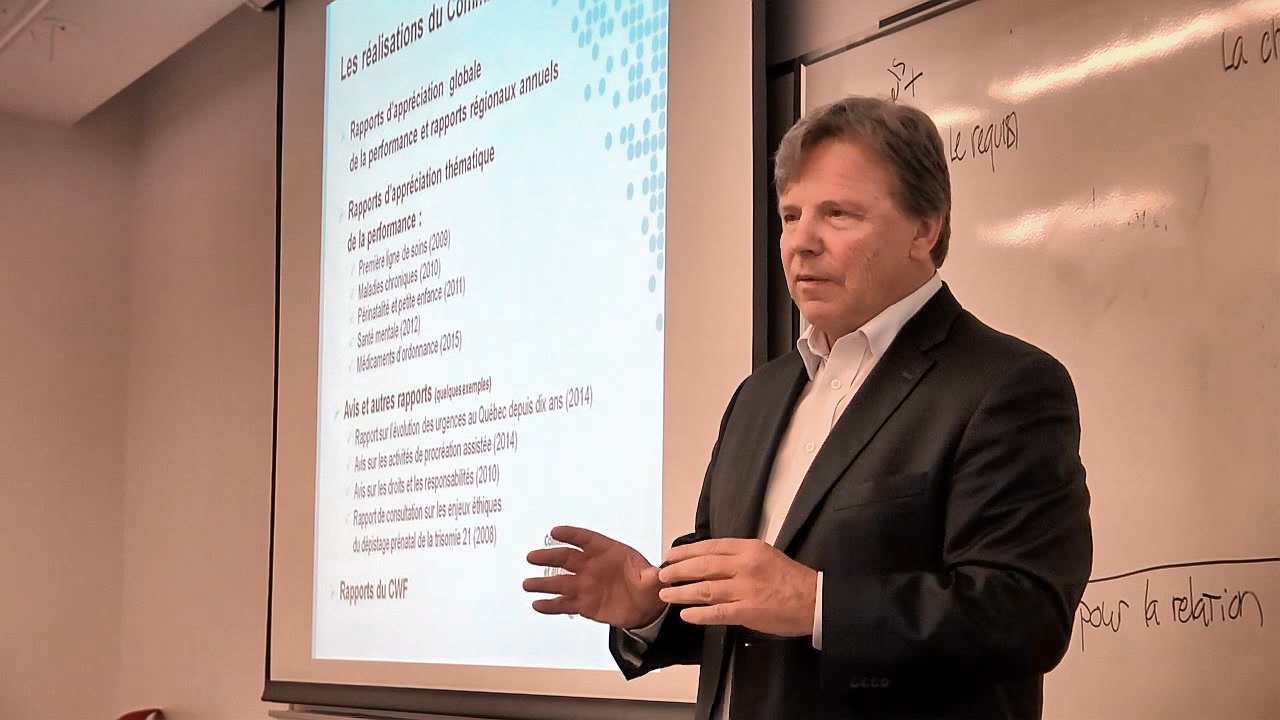 Les réalisations du Comm
Rapports d'appréciation globale
de la performance et rapports régionaux annuels
Rapports d'appréciation thématique
de la performance :
Première ligne de soins (2009)
Maladies chroniques (2010)
Périnatalité et petite enfance (2011)
Santé mentale (2012)
Médicaments d'ordonnance (2015)
Avis et autres rapports (quelques exemples)
Rapport sur l'évolution des urgences au Québec depuis dix ans (2014)
Avis sur les activités de procréation assistée (2014)
Avis sur les droits et les responsabilités (2010)
Rapport de consultation sur les enjeux éthiques
du dépistage prénatal de la trisomie 21 (2008)
Rapports du CWF
La ch
Le requis
pour la relation